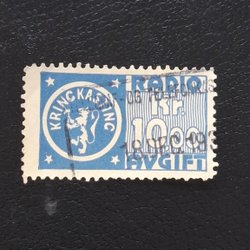 KRINGKASTING
RADIO
Kr.
10.00
AVGIFT